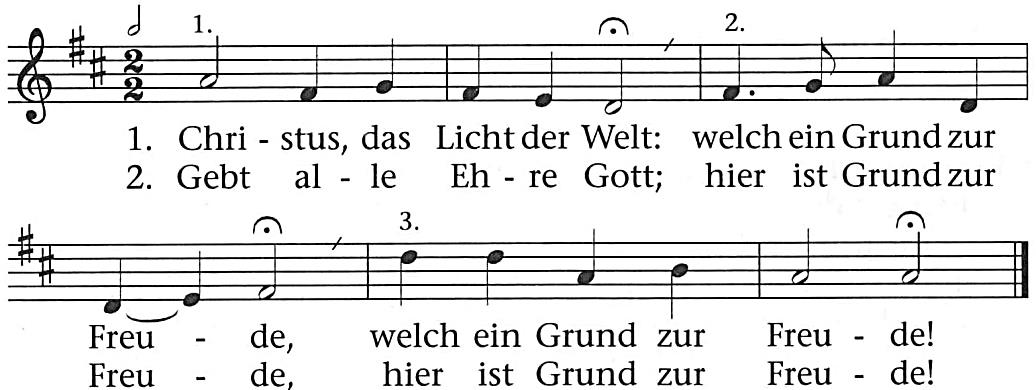 1. 2.
2
2
1. Chri - stus, das Licht der Welt: welch ein Grund zur
2. Gebt al - le Eh - re Gott; hier ist Grund zur
3.
Freu - de, welch ein Grund zur Freu - de!
Freu - de, hier ist Grund zur Freu - de!